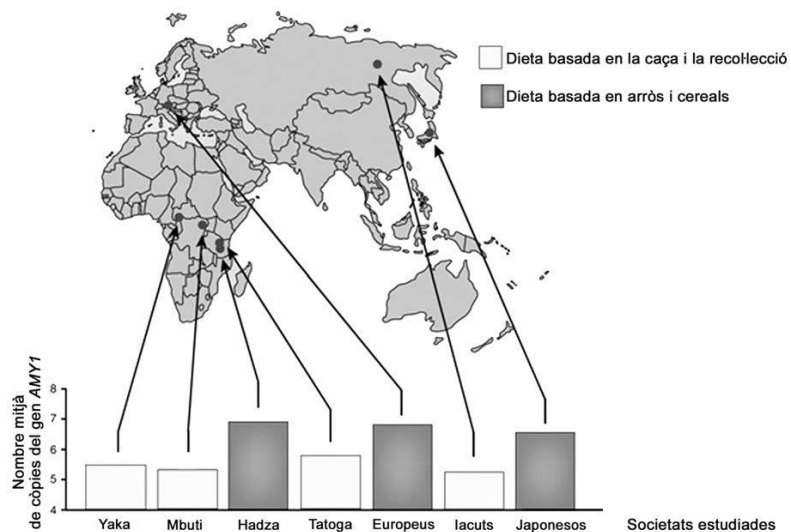 Dieta basada en la caça i la recol·lecció
Dieta basada en arròs i cereals
Nombre mitjà
de còpies del gen AMY1
8
7
6
5
4
Yaka Mbuti Hadza Tatoga Europeus Iacuts Japonesos Societats estudiades